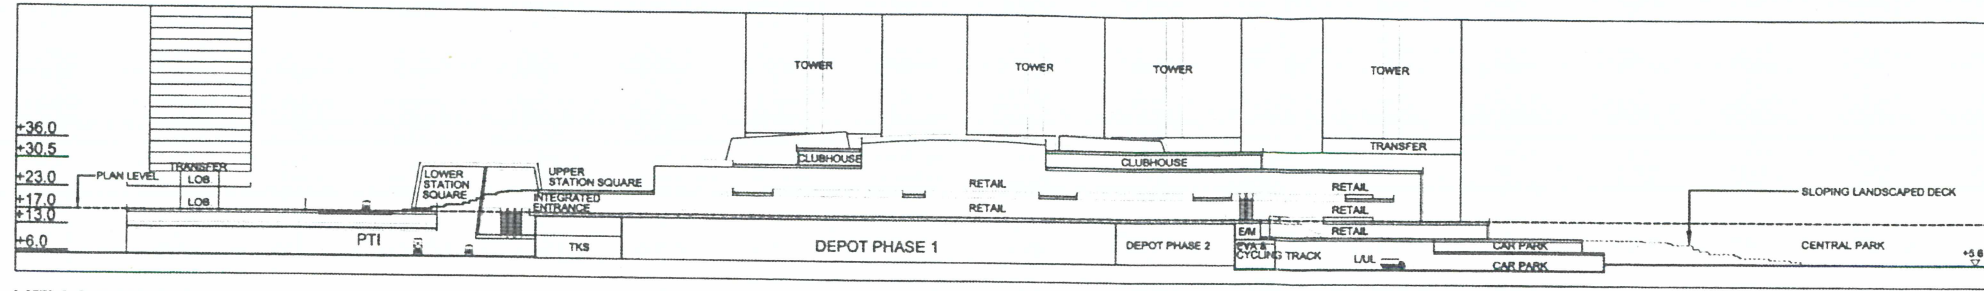 TOWER
TOWER
TOWER
TOWER
+36.0
+30.5
+23.0
+17.0
+13.0
+6.0
PLAN LEVEL
TRANSFER
LOB.
LOB.
PTI
LOWER
STATION
SQUARE
UPPER
STATION SQUARE
INTEGRATED
ENTRANCE
TKS
CLUBHOUSE
CLUBHOUSE
TRANSFER
RETAIL
RETAIL
RETAIL
RETAIL
RETAIL
DEPOT PHASE 1
DEPOT PHASE 2
E/M
EVA &
CYCLING TRACK
L/UL
CAR PARK
CAR PARK
SLOPING LANDSCAPED DECK
CENTRAL PARK